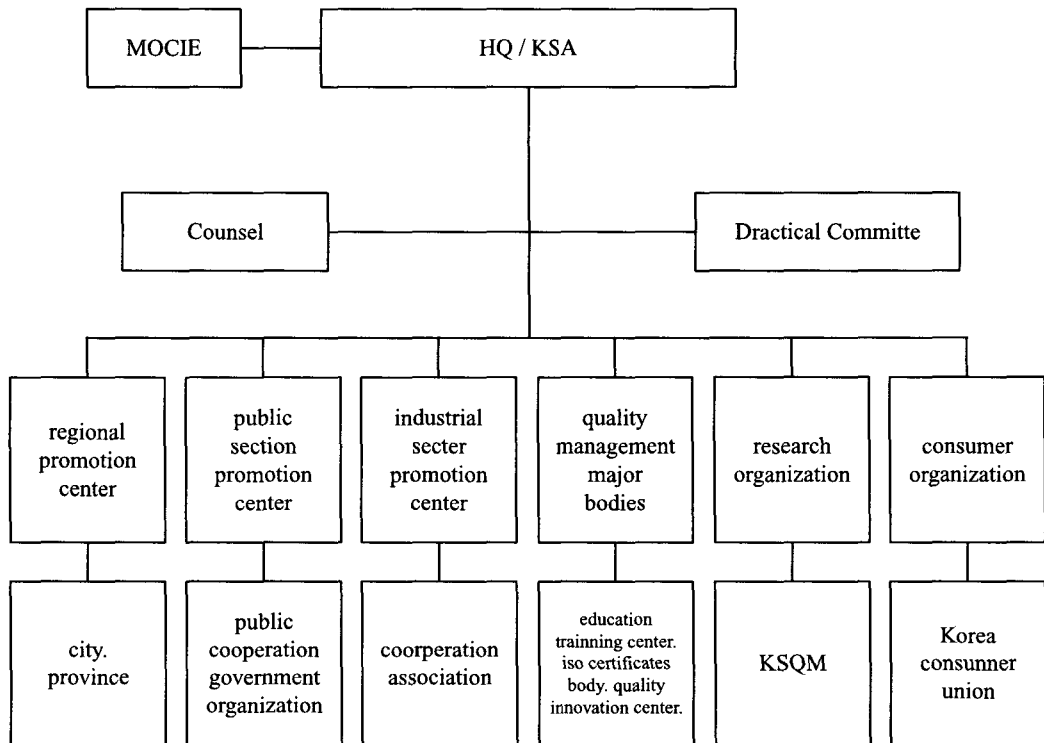 MOCIE
HQ / KSA
Counsel
Dractical Committe
regional
promotion
center
public
section
promotion
center
industrial
secter
promotion
center
quality
management
major
bodies
research
organization
consumer
organization
city.
province
public
cooperation
government
organization
coorperation
association
education
trainning center.
iso certificates
body. quality
innovation center.
KSQM
Korea
consunner
union